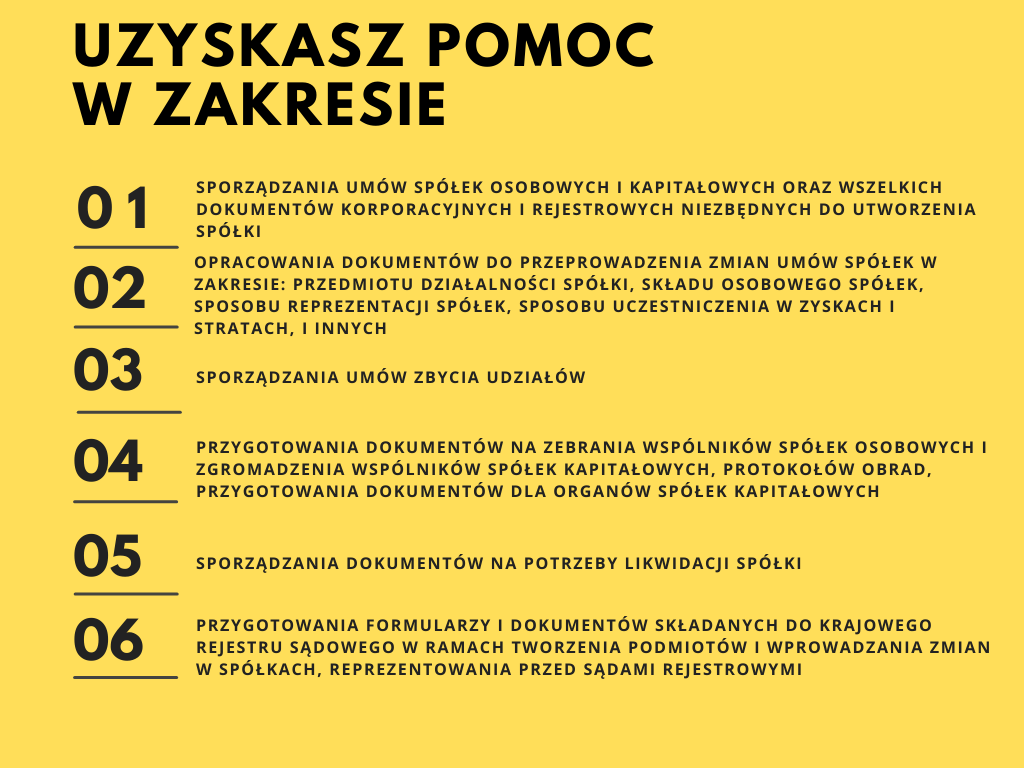 UZYSKASZ POMOC
W ZAKRESIE
01
SPORZĄDZANIA UMÓW SPÓŁEK OSOBOWYCH I KAPITAŁOWYCH ORAZ WSZELKICH
DOKUMENTÓW KORPORACYJNYCH I REJESTROWYCH NIEZBĘDNYCH DO UTWORZENIA
SPÓŁKI
02
OPRACOWANIA DOKUMENTÓW DO PRZEPROWADZENIA ZMIAN UMÓW SPÓŁEK W
ZAKRESIE: PRZEDMIOTU DZIAŁALNOŚCI SPÓŁKI, SKŁADU OSOBOWEGO SPÓŁEK,
SPOSOBU REPREZENTACJI SPÓŁEK, SPOSOBU UCZESTNICZENIA W ZYSKACH I
STRATACH, I INNYCH
03
SPORZĄDZANIA UMÓW ZBYCIA UDZIAŁÓW
04
PRZYGOTOWANIA DOKUMENTÓW NA ZEBRANIA WSPÓLNIKÓW SPÓŁEK OSOBOWYCH I
ZGROMADZENIA WSPÓLNIKÓW SPÓŁEK KAPITAŁOWYCH, PROTOKOŁÓW OBRAD,
PRZYGOTOWANIA DOKUMENTÓW DLA ORGANÓW SPÓŁEK KAPITAŁOWYCH
05
SPORZĄDZANIA DOKUMENTÓW NA POTRZEBY LIKWIDACJI SPÓŁKI
06
PRZYGOTOWANIA FORMULARZY I DOKUMENTÓW SKŁADANYCH DO KRAJOWEGO
REJESTRU SĄDOWEGO W RAMACH TWORZENIA PODMIOTÓW I WPROWADZANIA ZMIAN
W SPÓŁKACH, REPREZENTOWANIA PRZED SĄDAMI REJESTROWYMI